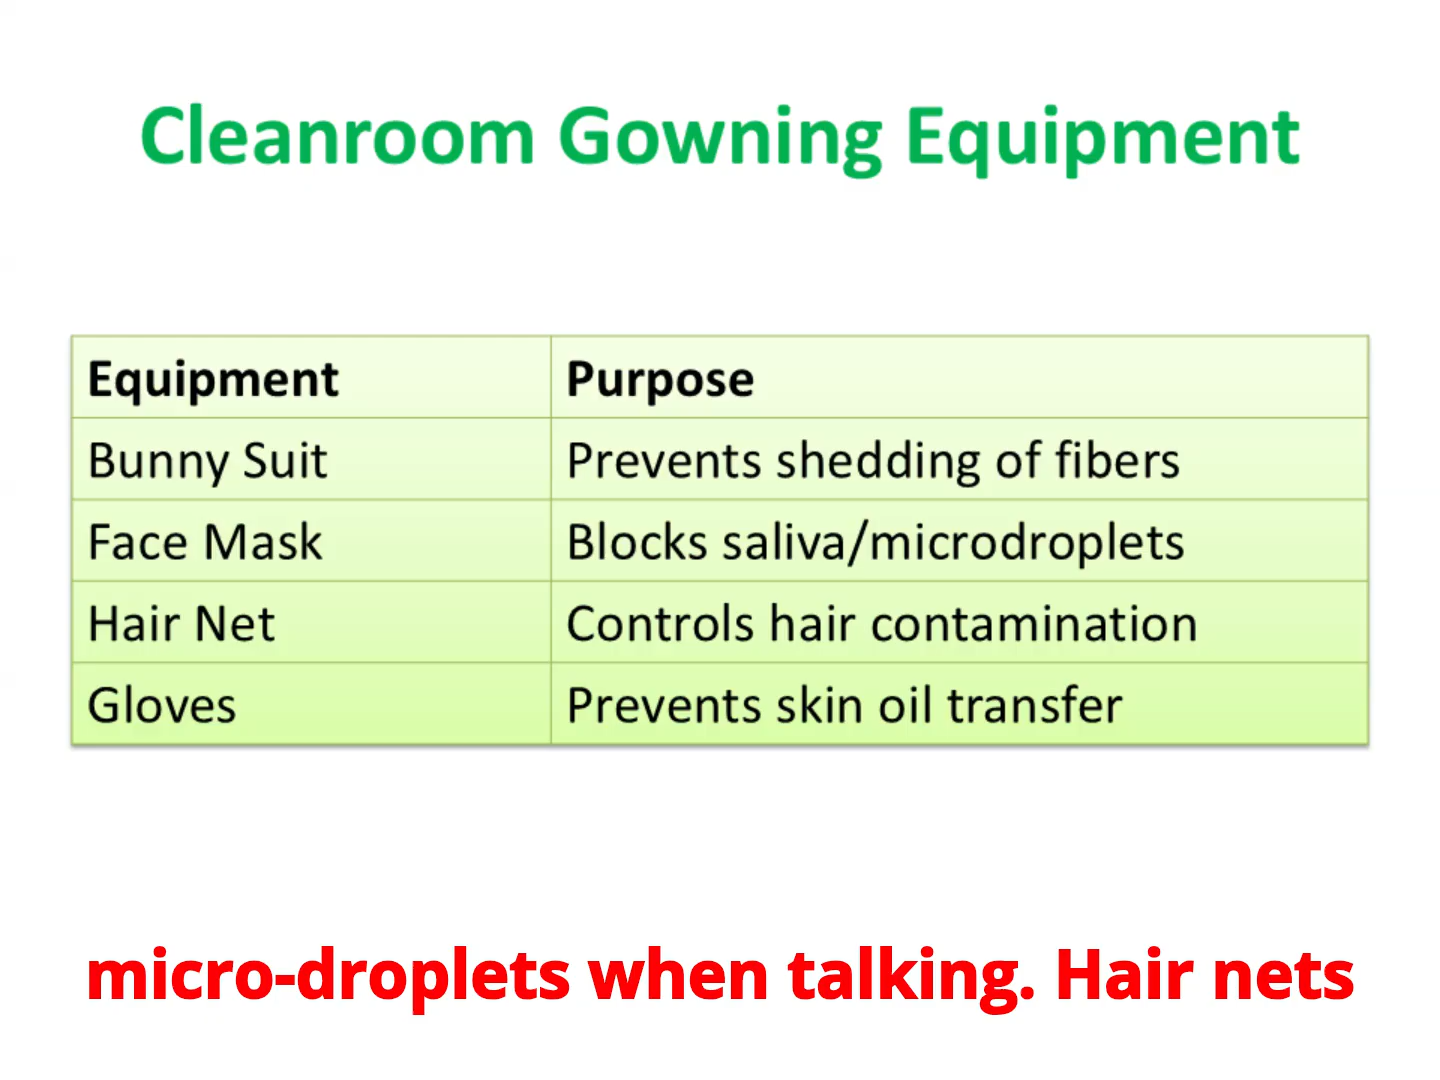 Cleanroom Gowning Equipment
Equipment Purpose
Bunny Suit Prevents shedding of fibers
Face Mask Blocks saliva/microdroplets
Hair Net Controls hair contamination
Gloves Prevents skin oil transfer
micro-droplets when talking. Hair nets